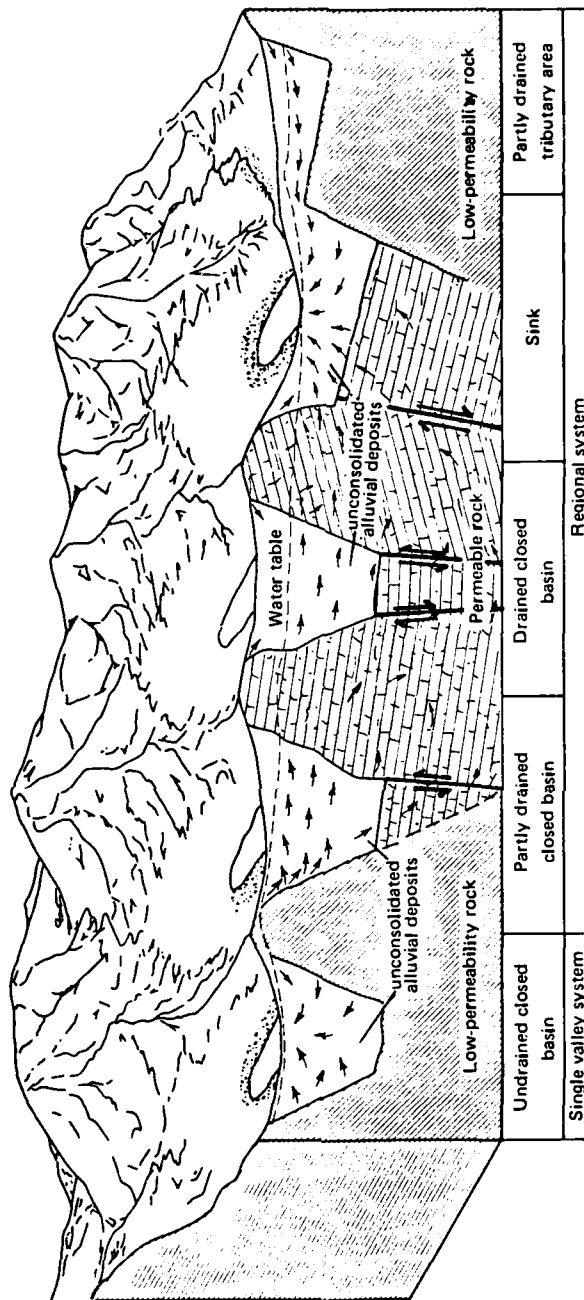 Water table
unconsolidated
alluvial deposits
unconsolidated
alluvial deposits
Low-permeability rock
Permeable rock
Low-permeability rock
Undrained closed
basin
Partly drained
closed basin
Drained closed
basin
Sink
Partly drained
tributary area
Single valley system
Regional system